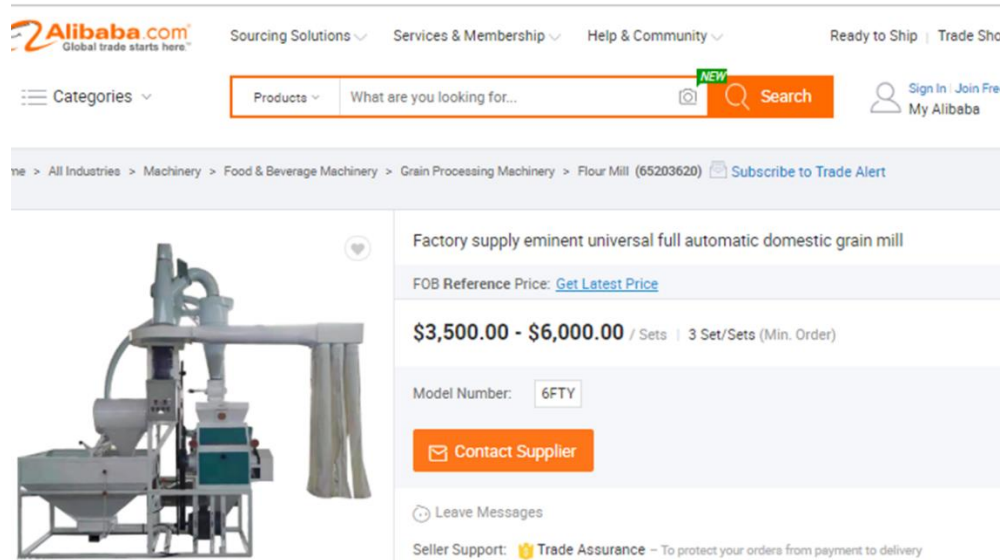 Alibaba.com
Global trade starts here.
Sourcing Solutions Services & Membership Help & Community Ready to Ship Trade Sho
Categories
Products What are you looking for... NEW Search
Sign In Join Fre
My Alibaba
me > All Industries > Machinery > Food & Beverage Machinery > Grain Processing Machinery > Flour Mill (65203620) Subscribe to Trade Alert
Factory supply eminent universal full automatic domestic grain mill
FOB Reference Price: Get Latest Price
$3,500.00 - $6,000.00 / Sets | 3 Set/Sets (Min. Order)
Model Number: 6FTY
Contact Supplier
Leave Messages
Seller Support: Trade Assurance – To protect your orders from payment to delivery